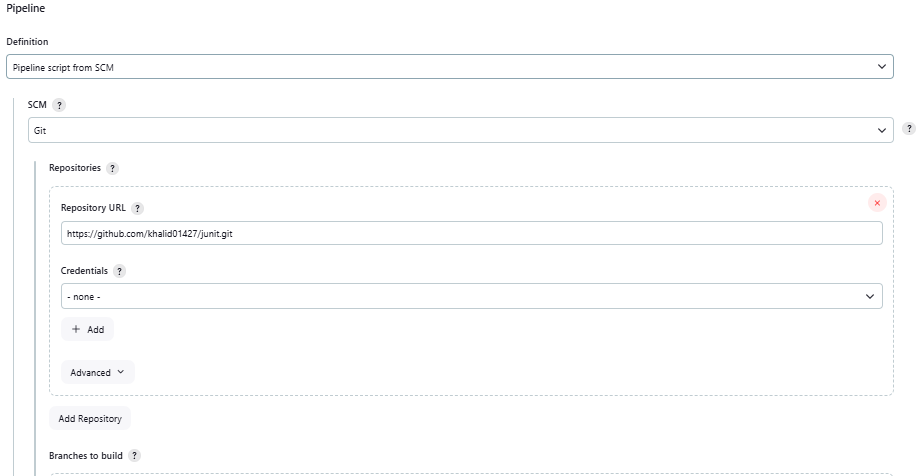 Pipeline
Definition
Pipeline script from SCM
SCM ?
Git
?
Repositories ?
Repository URL ?
https://github.com/khalid01427/junit.git
Credentials ?
- none -
+ Add
Advanced
Add Repository
Branches to build ?